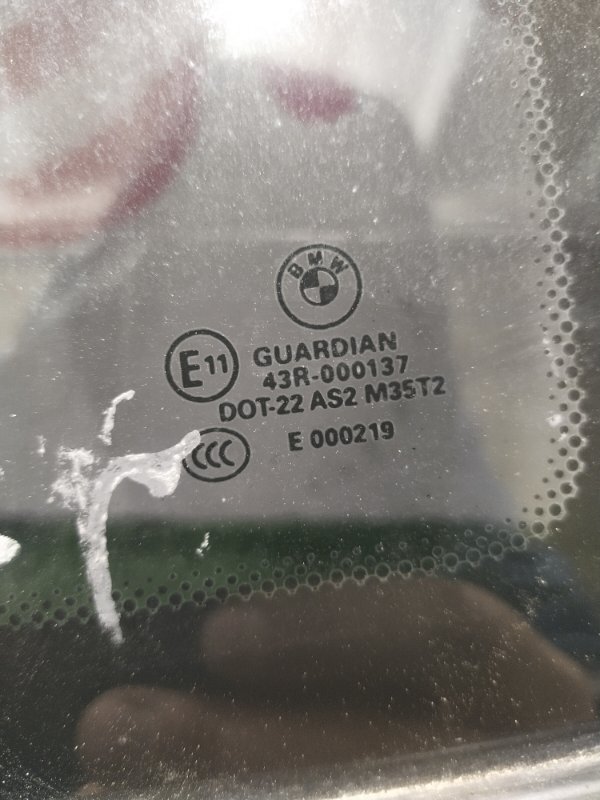 BMW
E11
GUARDIAN
43R-000137
DOT-22 AS2 M35T2
CCC
E 000219